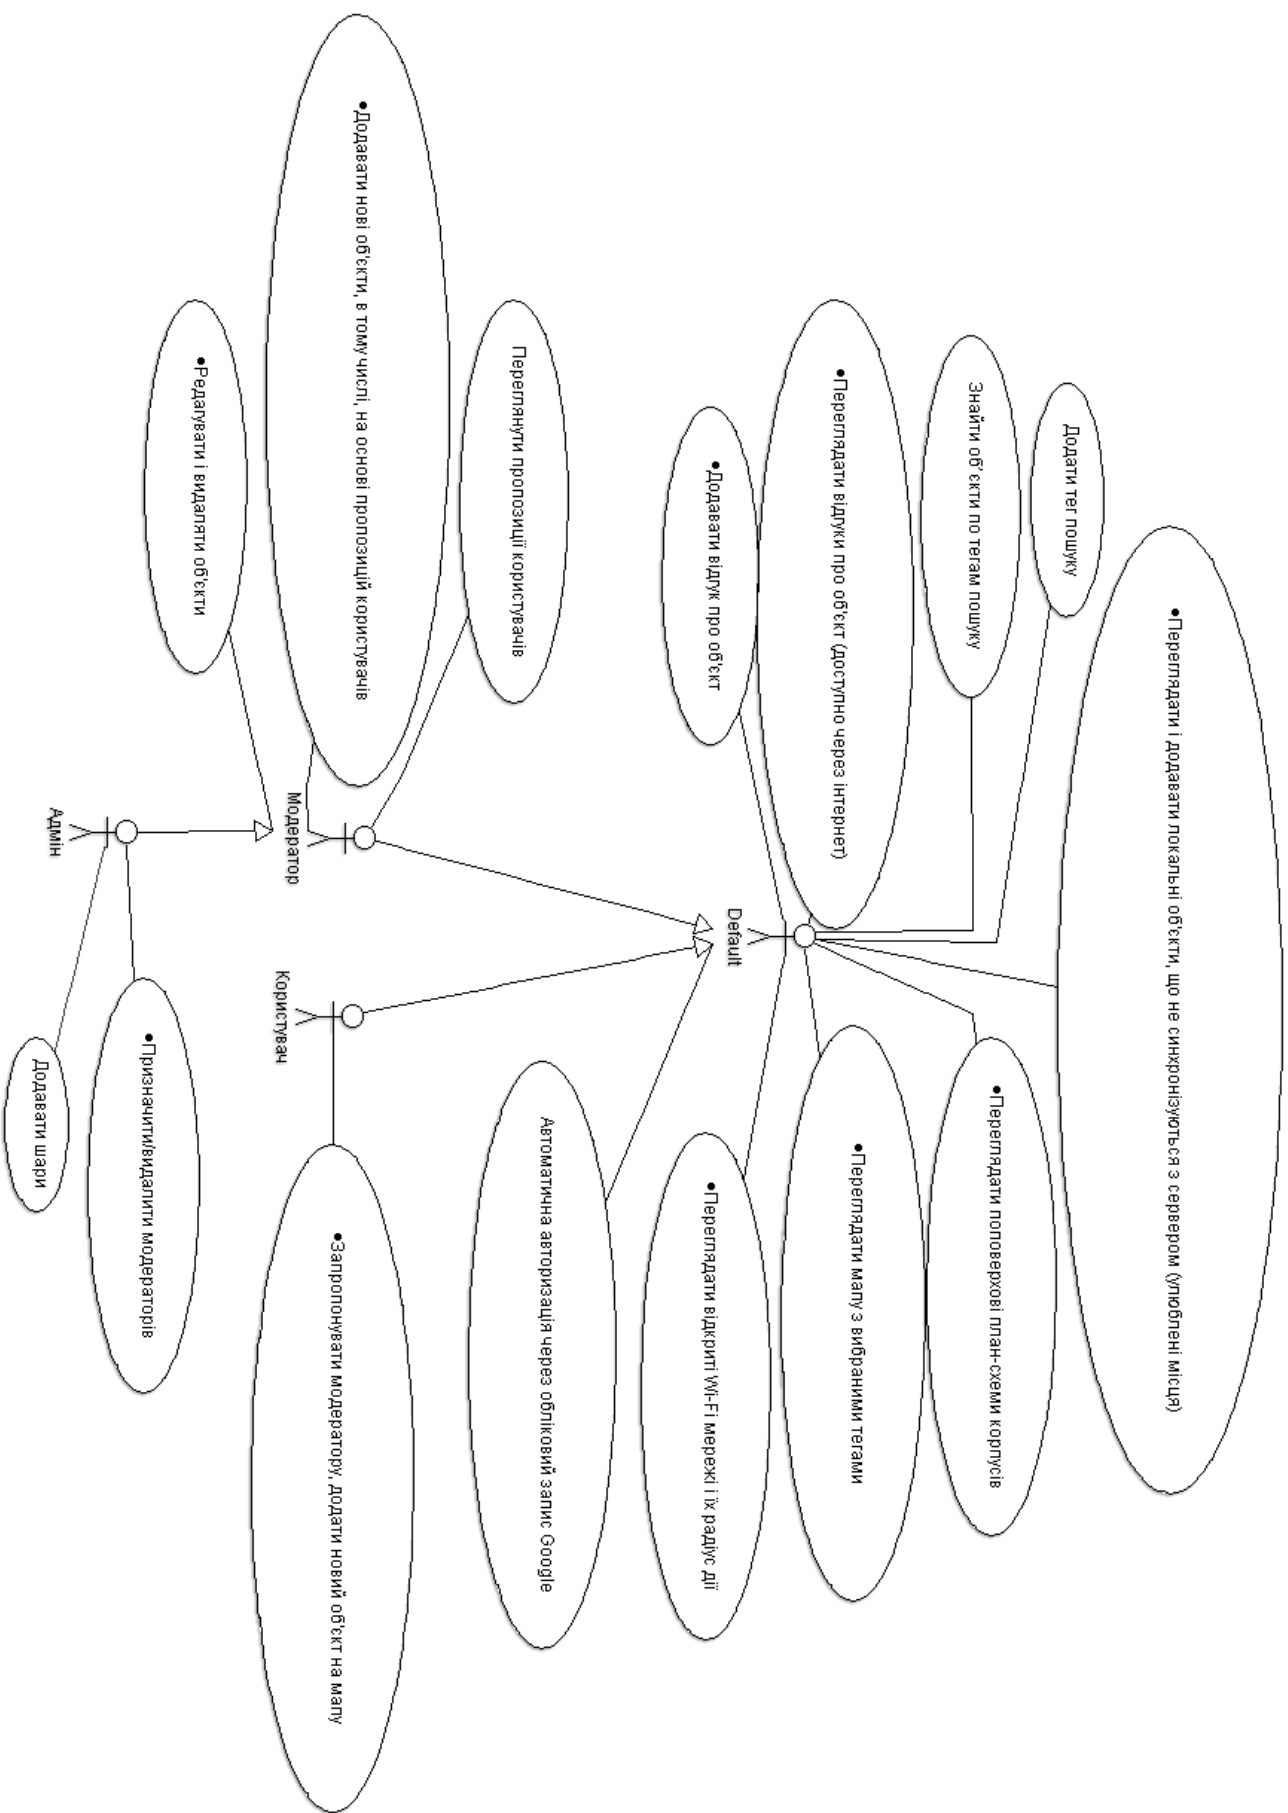 •Переглядати і додавати локальні об'єкти, що не синхронізуються з сервером (улюблені місця)
Додати тег пошуку
Знайти об'єкти по тегам пошуку
•Переглядати поповерхові план-схеми корпусів
•Переглядати відгуки про об'єкт (доступно через інтернет)
•Переглядати мапу з вибраними тегами
•Додавати відгук про об'єкт
Default
•Переглядати відкриті Wi-Fi мережі і їх радіус дії
Переглянути пропозиції користувачів
Автоматична авторизація через обліковий запис Google
•Додавати нові об'єкти, в тому числі, на основі пропозицій користувачів
•Запропонувати модератору, додати новий об'єкт на мапу
Модератор
Користувач
•Редагувати і видаляти об'єкти
•Призначити/видалити модераторів
Адмін
Додавати шари